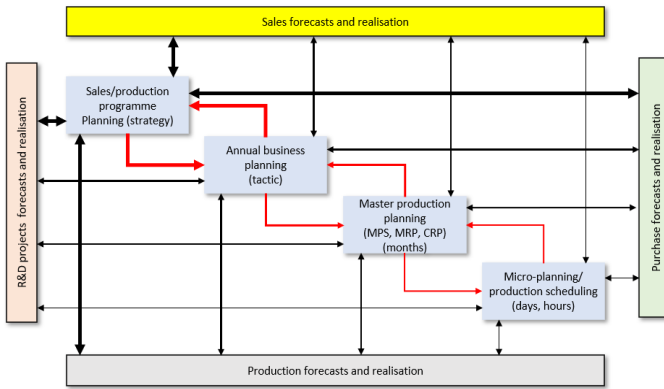 Sales forecasts and realisation
R&D projects forecasts and realisation
Sales/production
programme
Planning (strategy)
Annual business
planning
(tactic)
Master production
planning
(MPS, MRP, CRP)
(months)
Micro-planning/
production scheduling
(days, hours)
Purchase forecasts and realisation
Production forecasts and realisation